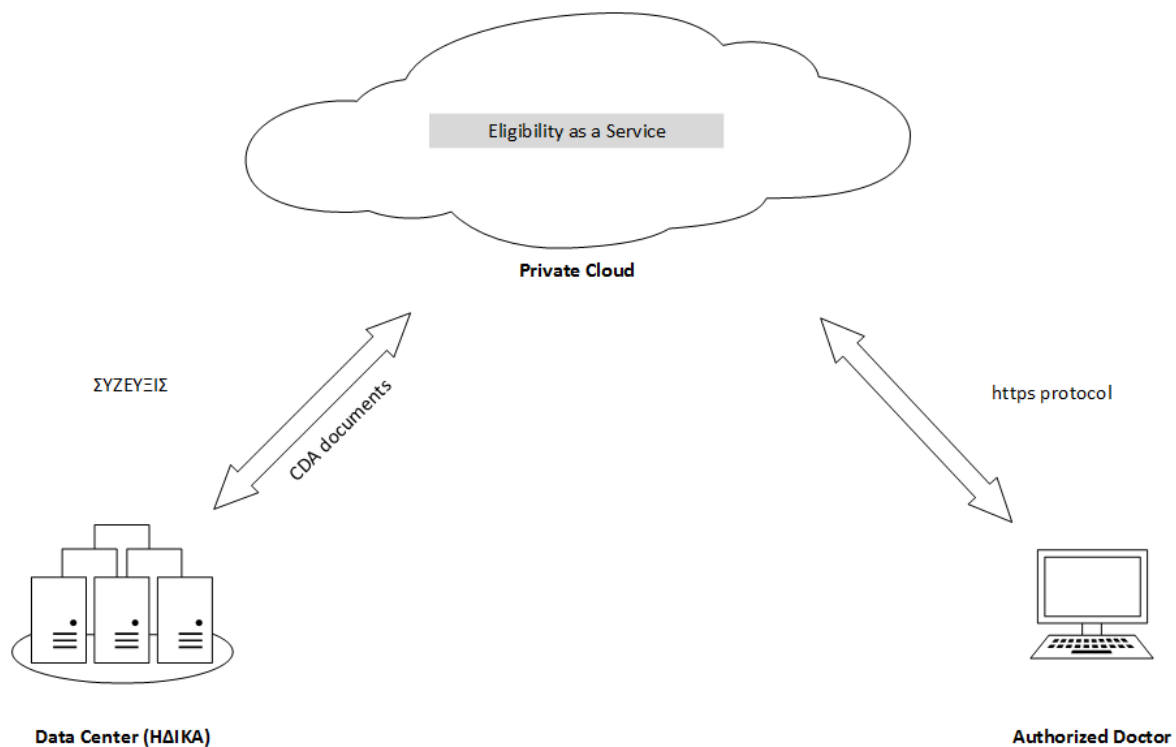 Eligibility as a Service
Private Cloud
ΣΥΖΕΥΞΙΣ
CDA documents
https protocol
Data Center (ΗΔΙΚΑ)
Authorized Doctor